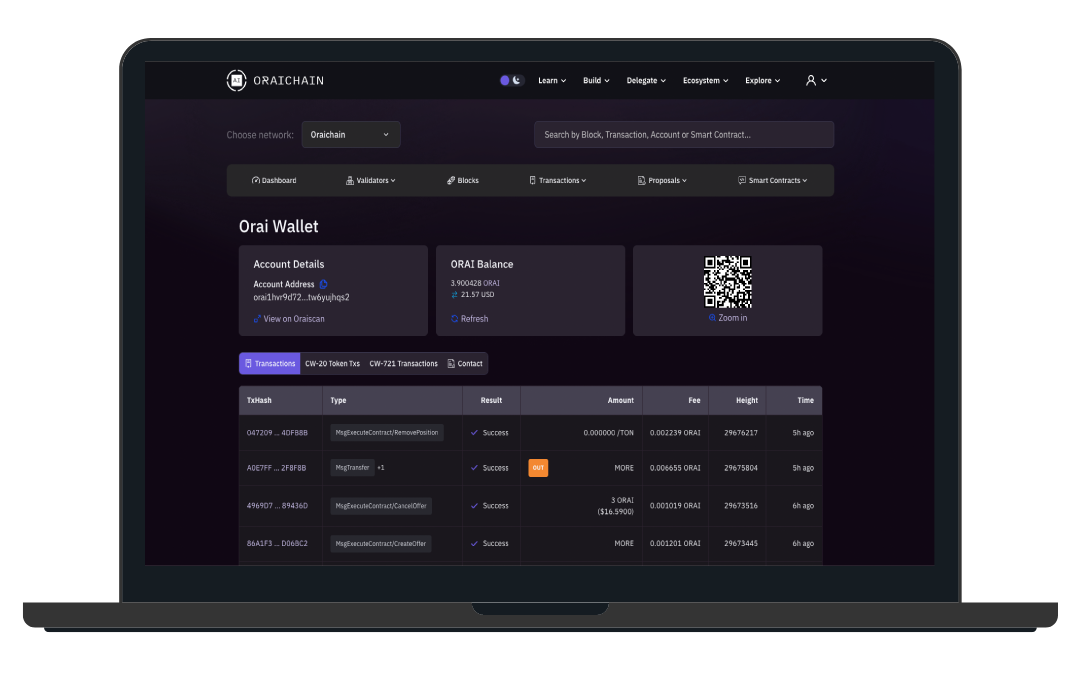 AI ORAICHAIN Learn Build Delegate Ecosystem Explore
Choose network: Oraichain Search by Block, Transaction, Account or Smart Contract...
Dashboard Validators Blocks Transactions Proposals Smart Contracts
Orai Wallet
Account Details
Account Address
orai1hvr9d72...tw6yujhqs2
View on Oraiscan
ORAI Balance
3.900428 ORAI
21.57 USD
Refresh
Zoom in
Transactions CW-20 Token Txs CW-721 Transactions Contact
TxHash Type Result Amount Fee Height Time
047209 ... 4DFB8B MsgExecuteContract/RemovePosition Success 0.000000 /TON 0.002239 ORAI 29676217 5h ago
A0E7FF ... 2F8F8B MsgTransfer +1 Success OUT MORE 0.006655 ORAI 29675804 5h ago
4969D7 ... 89436D MsgExecuteContract/CancelOffer Success 3 ORAI 0.001019 ORAI 29673516 6h ago
($16.5900)
86A1F3 ... D06BC2 MsgExecuteContract/CreateOffer Success MORE 0.001201 ORAI 29673445 6h ago